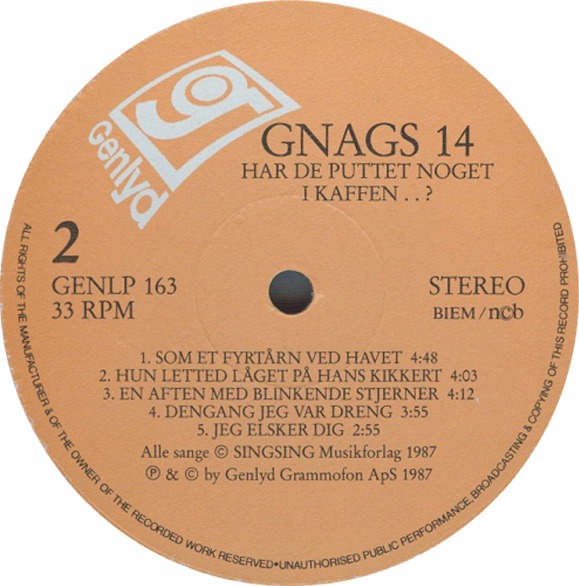 Genlyd
GNAGS 14
HAR DE PUTTET NOGET
I KAFFEN . . ?
2
GENLP 163
33 RPM
STEREO
BIEM / ncb
1. SOM ET FYRTÅRN VED HAVET 4:48
2. HUN LETTED LÅGET PÅ HANS KIKKERT 4:03
3. EN AFTEN MED BLINKENDE STJERNER 4:12
4. DENGANG JEG VAR DRENG 3:55
5. JEG ELSKER DIG 2:55
Alle sange © SINGSING Musikforlag 1987
℗ & © by Genlyd Grammofon ApS 1987
ALL RIGHTS OF THE MANUFACTURER & OF THE OWNER OF THE RECORDED WORK RESERVED•UNAUTHORISED PUBLIC PERFORMANCE, BROADCASTING & COPYING OF THIS RECORD PROHIBITED